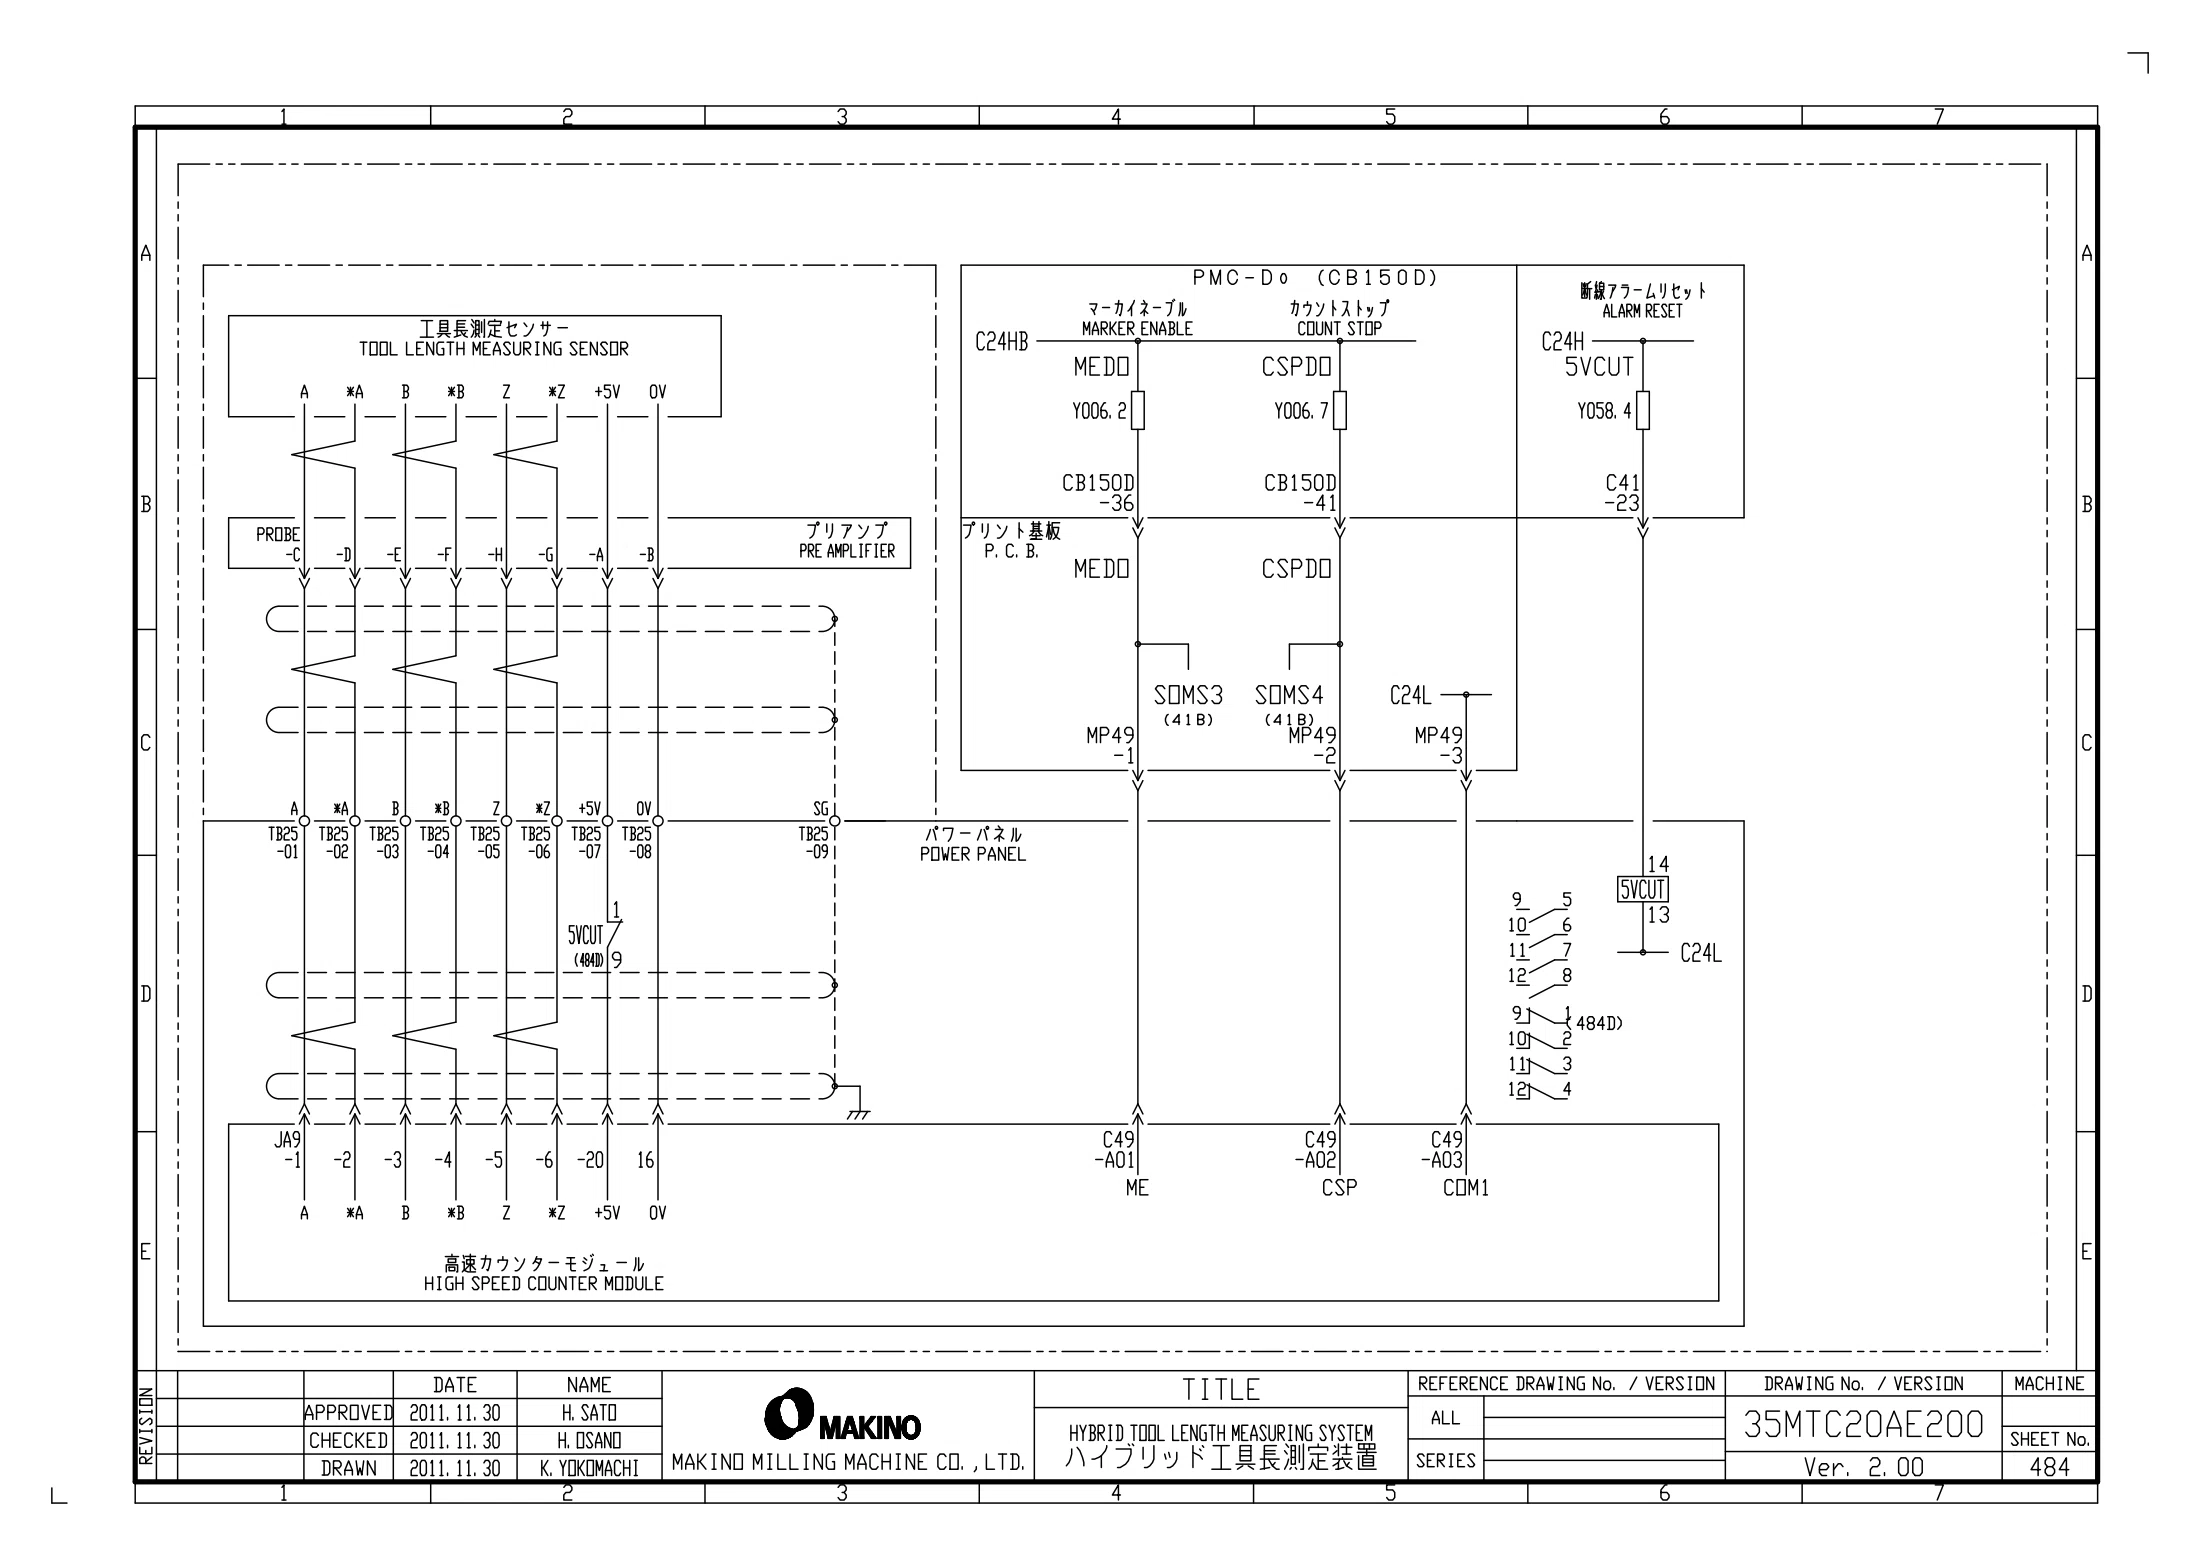 1 2 3 4 5 6 7
A A
B B
C C
D D
E E
工具長測定センサー
TOOL LENGTH MEASURING SENSOR
A *A B *B Z *Z +5V 0V
PROBE
-C -D -E -F -H -G -A -B
プリアンプ
PRE AMPLIFIER
A *A B *B Z *Z +5V 0V SG
TB25 TB25 TB25 TB25 TB25 TB25 TB25 TB25 TB25
-01 -02 -03 -04 -05 -06 -07 -08 -09
パワーパネル
POWER PANEL
1
5VCUT
(484D) 9
JA9
-1 -2 -3 -4 -5 -6 -20 16
A *A B *B Z *Z +5V 0V
高速カウンターモジュール
HIGH SPEED COUNTER MODULE
PMC-Do (CB150D)
マーカイネーブル
MARKER ENABLE
カウントストップ
COUNT STOP
C24HB
MEDO CSPDO
Y006.2 Y006.7
CB150D CB150D
-36 -41
断線アラームリセット
ALARM RESET
C24H
5VCUT
Y058.4
C41
-23
プリント基板
P.C.B.
MEDO CSPDO
SOMS3 SOMS4 C24L
(41B) (41B)
MP49 MP49 MP49
-1 -2 -3
14
5VCUT
13
C24L
9 5
10 6
11 7
12 8
9 1 (484D)
10 2
11 3
12 4
C49 C49 C49
-A01 -A02 -A03
ME CSP COM1
REVISION
DATE NAME
APPROVED 2011.11.30 H. SATO
CHECKED 2011.11.30 H. OSANO
DRAWN 2011.11.30 K. YOKOMACHI
MAKINO
MAKINO MILLING MACHINE CO.,LTD.
TITLE
HYBRID TOOL LENGTH MEASURING SYSTEM
ハイブリッド工具長測定装置
REFERENCE DRAWING No. / VERSION
ALL
SERIES
DRAWING No. / VERSION
35MTC20AE200
Ver. 2.00
MACHINE
SHEET No.
484
1 2 3 4 5 6 7